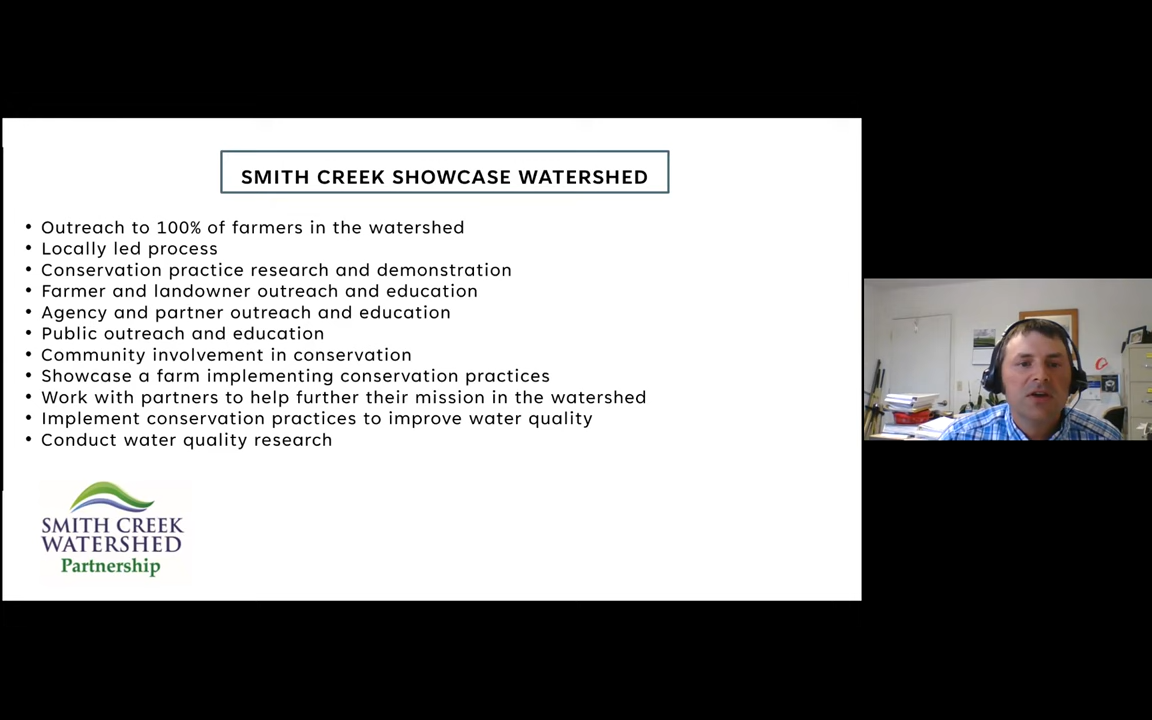 SMITH CREEK SHOWCASE WATERSHED
• Outreach to 100% of farmers in the watershed
• Locally led process
• Conservation practice research and demonstration
• Farmer and landowner outreach and education
• Agency and partner outreach and education
• Public outreach and education
• Community involvement in conservation
• Showcase a farm implementing conservation practices
• Work with partners to help further their mission in the watershed
• Implement conservation practices to improve water quality
• Conduct water quality research
SMITH CREEK
WATERSHED
Partnership